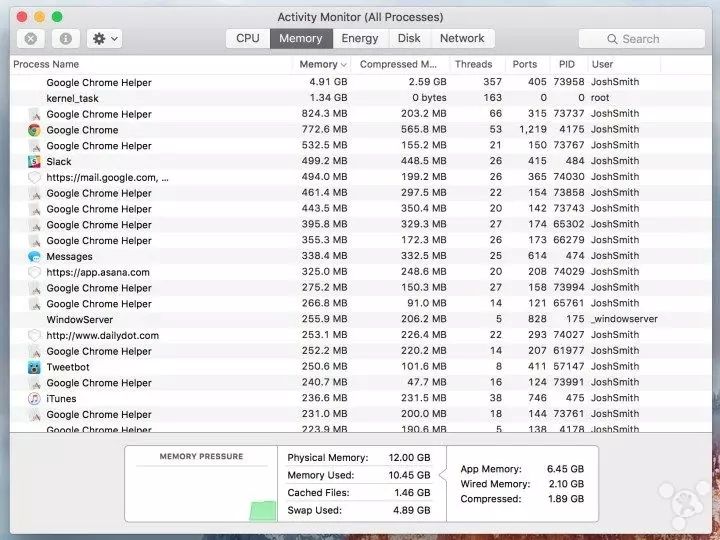 Activity Monitor (All Processes)
CPU Memory Energy Disk Network Search
Process Name Memory Compressed M... Threads Ports PID User
Google Chrome Helper 4.91 GB 2.59 GB 357 405 73958 JoshSmith
kernel_task 1.34 GB 0 bytes 163 0 0 root
Google Chrome Helper 824.3 MB 203.2 MB 66 315 73737 JoshSmith
Google Chrome 772.6 MB 565.8 MB 53 1,219 4175 JoshSmith
Google Chrome Helper 532.5 MB 155.2 MB 21 150 73767 JoshSmith
Slack 499.2 MB 448.5 MB 26 415 484 JoshSmith
https://mail.google.com, ... 494.0 MB 199.2 MB 26 365 74030 JoshSmith
Google Chrome Helper 461.4 MB 297.5 MB 22 154 73858 JoshSmith
Google Chrome Helper 443.5 MB 350.4 MB 20 142 73743 JoshSmith
Google Chrome Helper 395.8 MB 329.3 MB 27 174 65302 JoshSmith
Google Chrome Helper 355.3 MB 172.3 MB 26 173 66279 JoshSmith
Messages 338.4 MB 332.5 MB 25 614 474 JoshSmith
https://app.asana.com 325.0 MB 248.6 MB 20 208 74029 JoshSmith
Google Chrome Helper 275.2 MB 150.3 MB 27 158 73994 JoshSmith
Google Chrome Helper 266.8 MB 91.0 MB 14 121 65761 JoshSmith
WindowServer 255.9 MB 206.2 MB 5 828 175 _windowserver
http://www.dailydot.com 253.1 MB 226.4 MB 22 293 74027 JoshSmith
Google Chrome Helper 252.2 MB 220.2 MB 14 207 61977 JoshSmith
Tweetbot 250.6 MB 101.6 MB 8 411 57147 JoshSmith
Google Chrome Helper 240.7 MB 47.7 MB 16 124 73991 JoshSmith
iTunes 236.6 MB 231.5 MB 38 746 475 JoshSmith
Google Chrome Helper 231.0 MB 200.0 MB 18 144 73761 JoshSmith
Google Chrome Helper 223.9 MB 190.6 MB 5 138 4178 JoshSmith
MEMORY PRESSURE
Physical Memory: 12.00 GB
Memory Used: 10.45 GB
Cached Files: 1.46 GB
Swap Used: 4.89 GB
App Memory: 6.45 GB
Wired Memory: 2.10 GB
Compressed: 1.89 GB